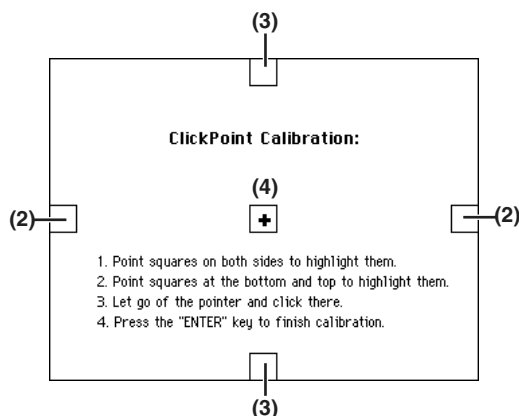 (3)
ClickPoint Calibration:
(4)
(2)
(2)
1. Point squares on both sides to highlight them.
2. Point squares at the bottom and top to highlight them.
3. Let go of the pointer and click there.
4. Press the "ENTER" key to finish calibration.
(3)